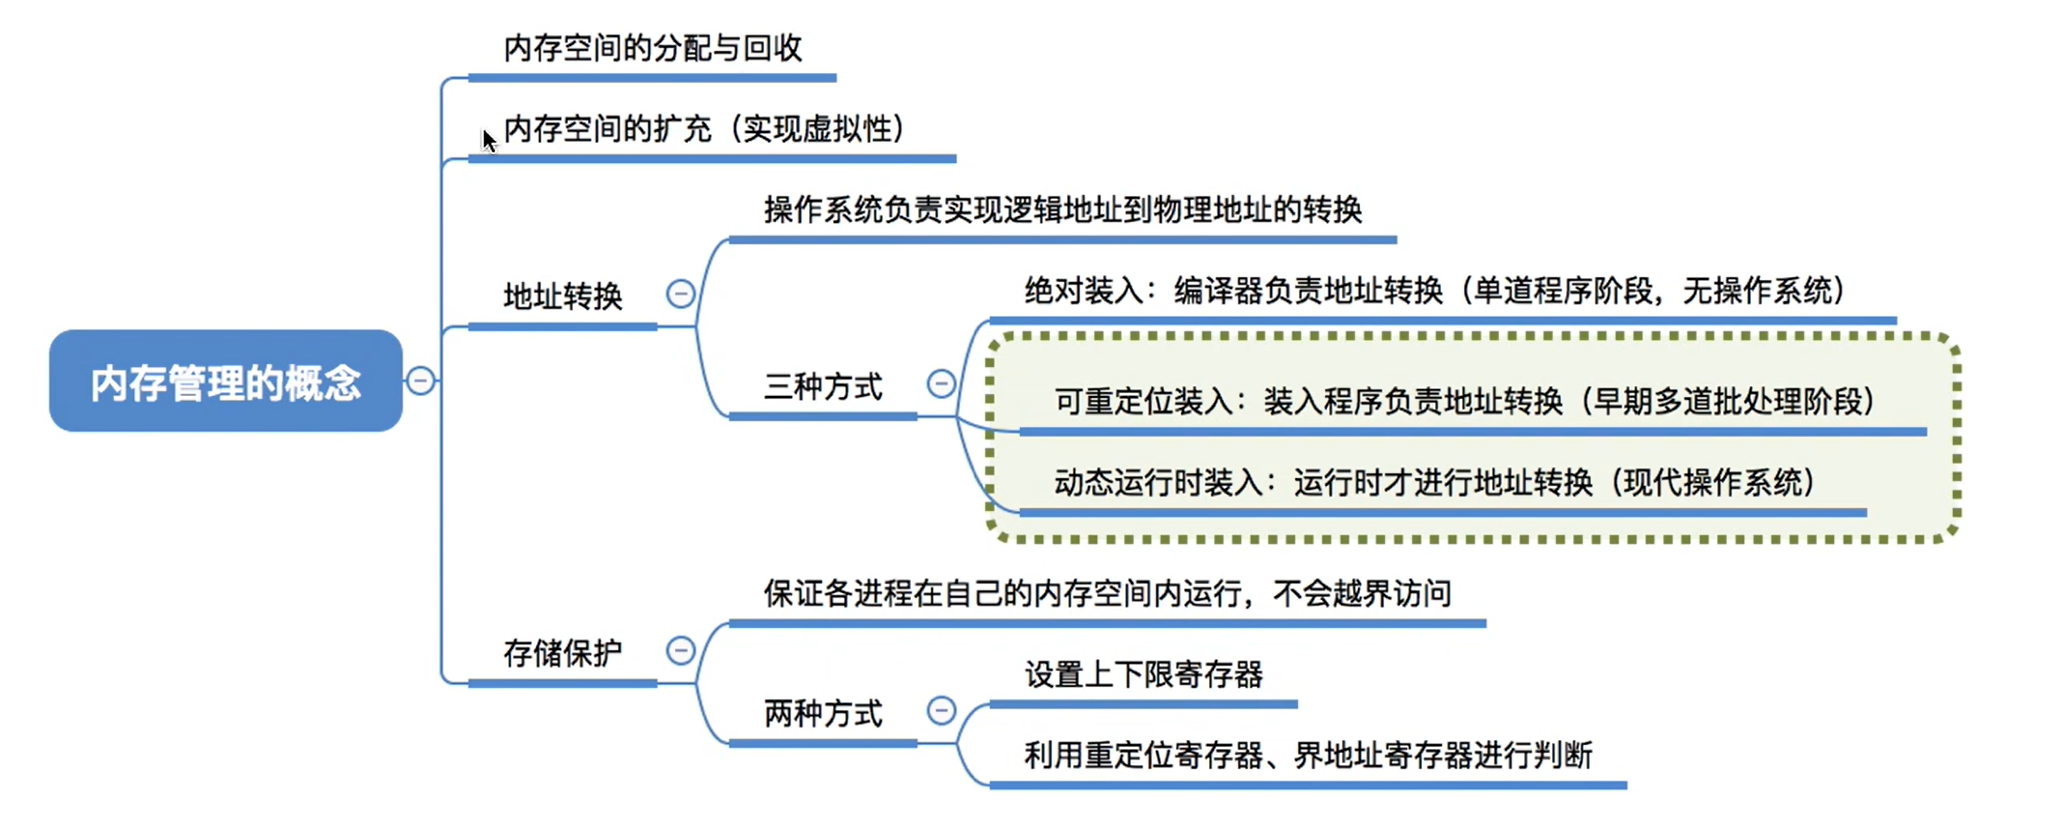 内存空间的分配与回收
内存空间的扩充（实现虚拟性）
操作系统负责实现逻辑地址到物理地址的转换
地址转换
绝对装入：编译器负责地址转换（单道程序阶段，无操作系统）
三种方式
可重定位装入：装入程序负责地址转换（早期多道批处理阶段）
动态运行时装入：运行时才进行地址转换（现代操作系统）
内存管理的概念
保证各进程在自己的内存空间内运行，不会越界访问
存储保护
设置上下限寄存器
两种方式
利用重定位寄存器、界地址寄存器进行判断